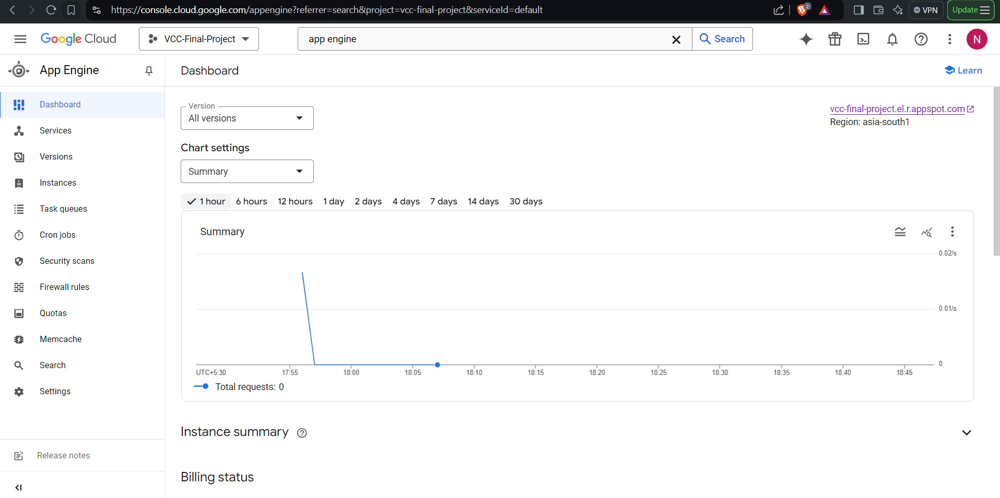 https://console.cloud.google.com/appengine?referrer=search&project=vcc-final-project&serviceId=default
2
VPN
Update
Google Cloud
VCC-Final-Project
app engine
Search
N
App Engine
Dashboard
Learn
Dashboard
Services
Versions
Instances
Task queues
Cron jobs
Security scans
Firewall rules
Quotas
Memcache
Search
Settings
Release notes
Version
All versions
vcc-final-project.el.r.appspot.com
Region: asia-south1
Chart settings
Summary
1 hour 6 hours 12 hours 1 day 2 days 4 days 7 days 14 days 30 days
Summary
0.02/s
0.01/s
0
UTC+5:30 17:55 18:00 18:05 18:10 18:15 18:20 18:25 18:30 18:35 18:40 18:45
Total requests: 0
Instance summary
Billing status